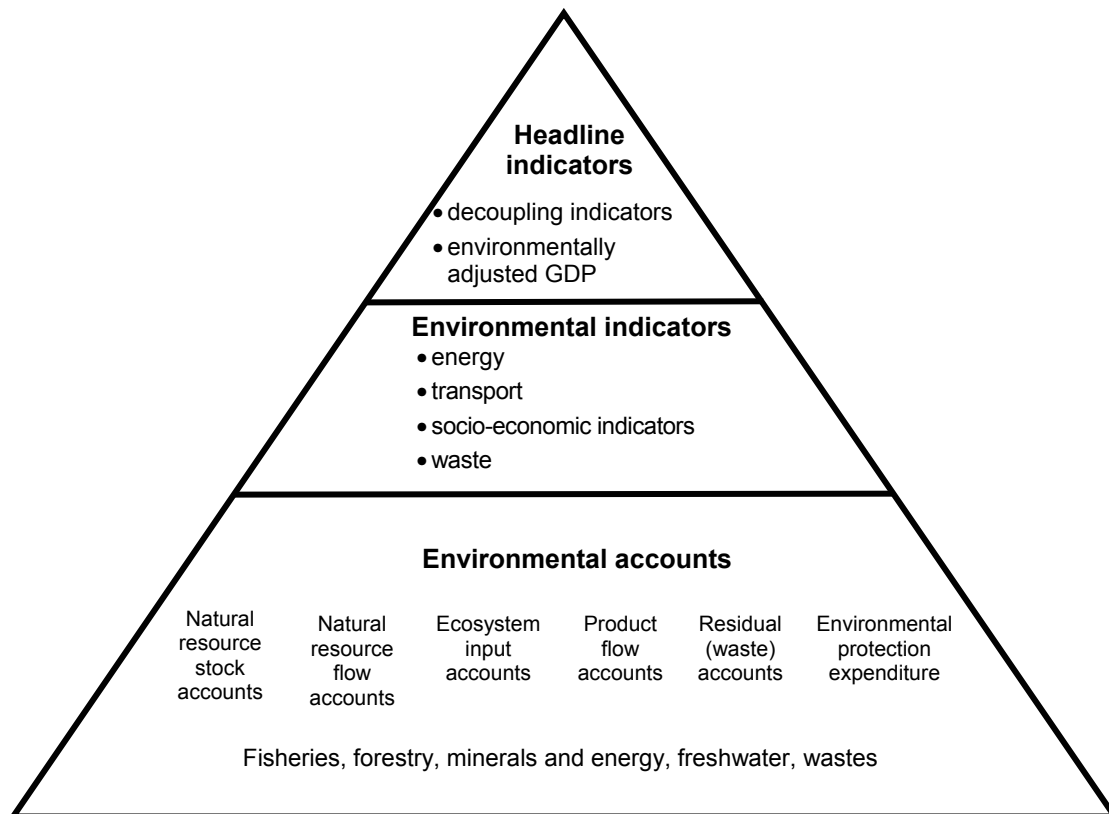 Headline
indicators
• decoupling indicators
• environmentally
adjusted GDP
Environmental indicators
• energy
• transport
• socio-economic indicators
• waste
Environmental accounts
Natural
resource
stock
accounts
Natural
resource
flow
accounts
Ecosystem
input
accounts
Product
flow
accounts
Residual
(waste)
accounts
Environmental
protection
expenditure
Fisheries, forestry, minerals and energy, freshwater, wastes